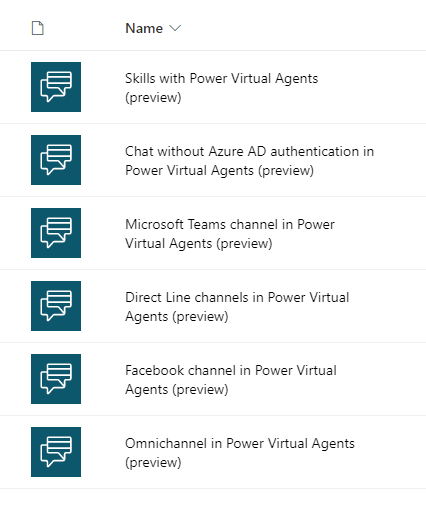 Name
Skills with Power Virtual Agents
(preview)
Chat without Azure AD authentication in
Power Virtual Agents (preview)
Microsoft Teams channel in Power
Virtual Agents (preview)
Direct Line channels in Power Virtual
Agents (preview)
Facebook channel in Power Virtual
Agents (preview)
Omnichannel in Power Virtual Agents
(preview)